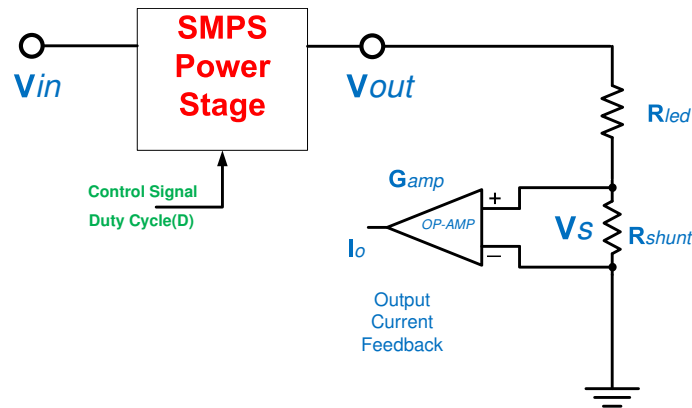 SMPS
Power
Stage
Vin
Vout
Rled
Control Signal
Duty Cycle(D)
Gamp
+
OP-AMP
Vs
Rshunt
Io
–
Output
Current
Feedback